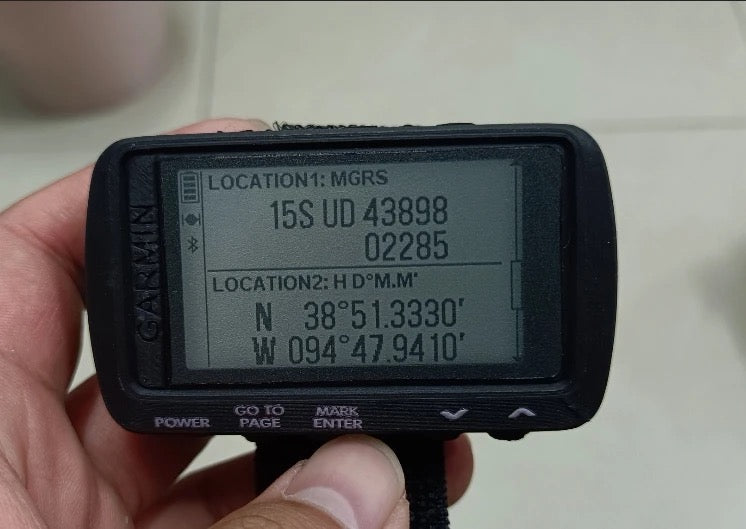 GARMIN
LOCATION1: MGRS
15S UD 43898
02285
LOCATION2: H D°M.M'
N 38°51.3330'
W 094°47.9410'
POWER
GO TO
PAGE
MARK
ENTER